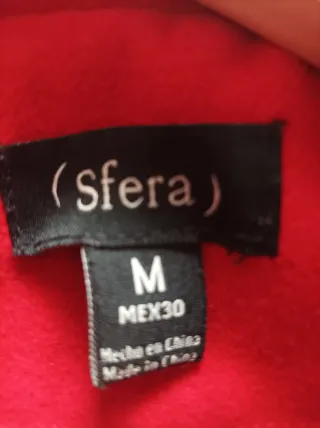 (sfera)
M
MEX30
Hecho en China
Made in China